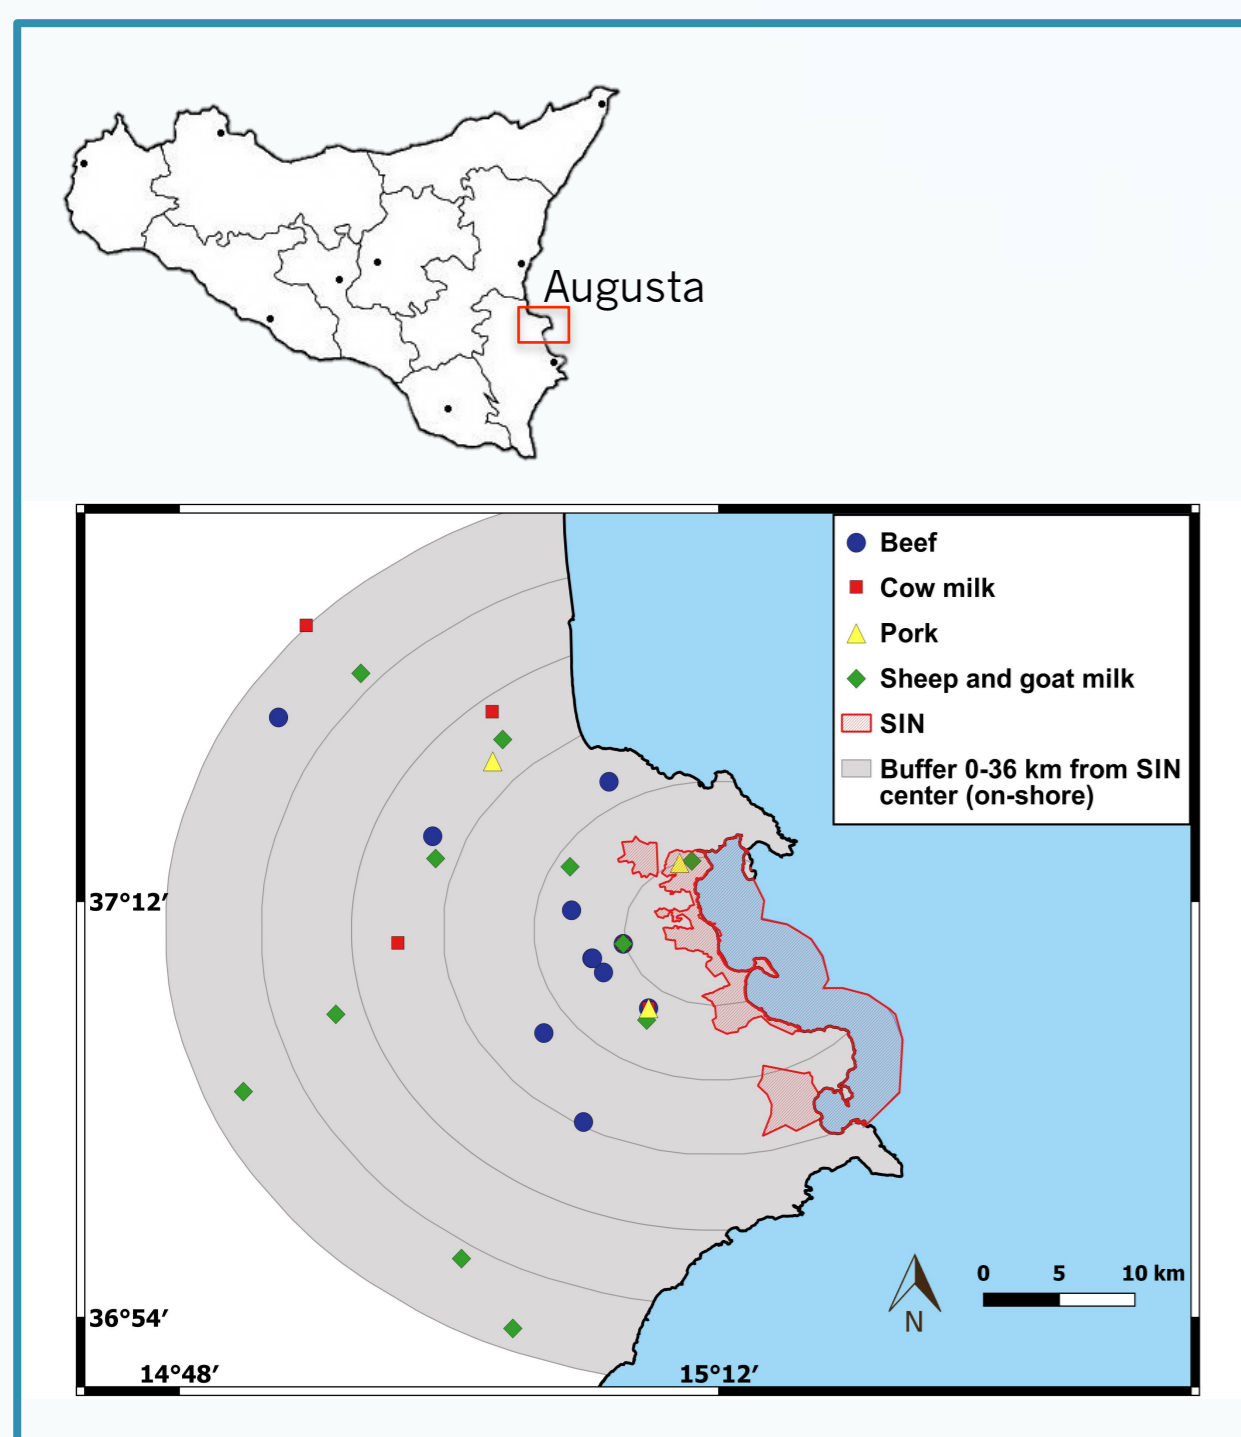 Augusta
Beef
Cow milk
Pork
Sheep and goat milk
SIN
Buffer 0-36 km from SIN
center (on-shore)
37°12′
36°54′
0 5 10 km
N
14°48′ 15°12′